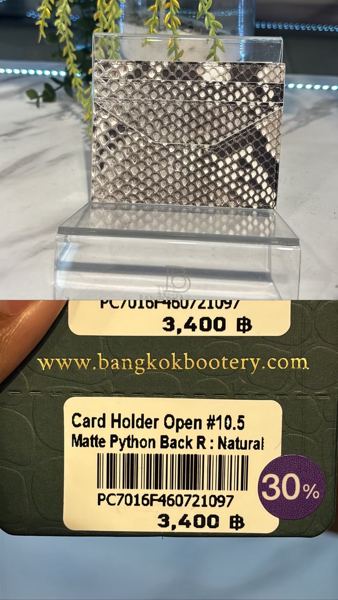 PC7016F460721097
3,400 ฿
www.bangkokbootery.com
Card Holder Open #10.5
Matte Python Back R : Natural
PC7016F460721097
3,400 ฿
30%